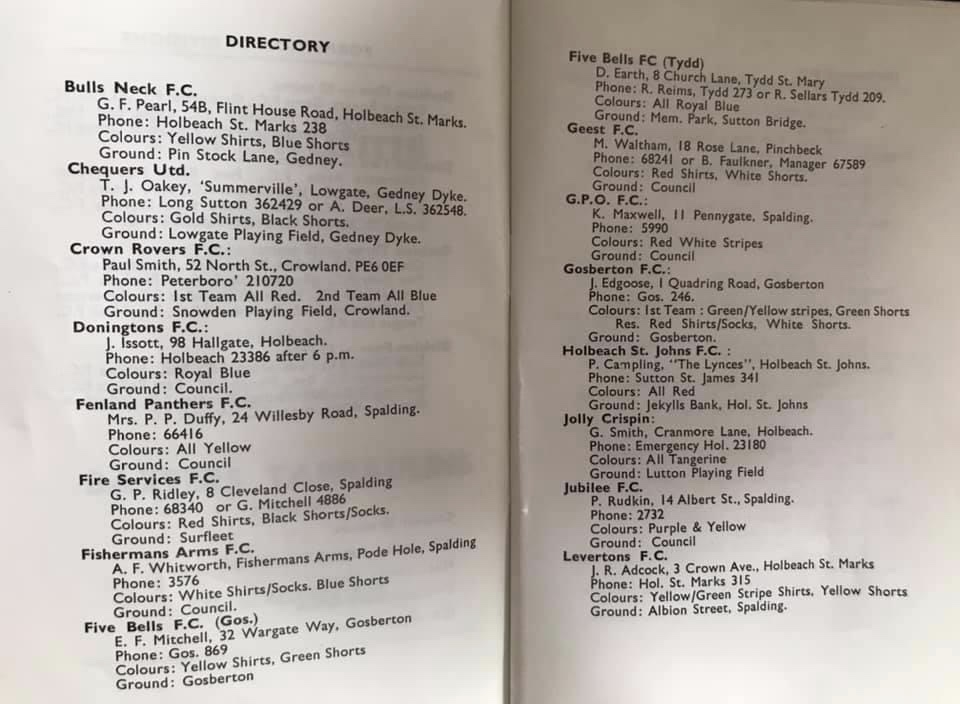 DIRECTORY
Bulls Neck F.C.
G. F. Pearl, 54B, Flint House Road, Holbeach St. Marks.
Phone: Holbeach St. Marks 238
Colours: Yellow Shirts, Blue Shorts
Ground: Pin Stock Lane, Gedney.
Chequers Utd.
T. J. Oakey, 'Summerville', Lowgate, Gedney Dyke.
Phone: Long Sutton 362429 or A. Deer, L.S. 362548.
Colours: Gold Shirts, Black Shorts.
Ground: Lowgate Playing Field, Gedney Dyke.
Crown Rovers F.C.:
Paul Smith, 52 North St., Crowland. PE6 0EF
Phone: Peterboro' 210720
Colours: 1st Team All Red. 2nd Team All Blue
Ground: Snowden Playing Field, Crowland.
Doningtons F.C.:
J. Issott, 98 Hallgate, Holbeach.
Phone: Holbeach 23386 after 6 p.m.
Colours: Royal Blue
Ground: Council.
Fenland Panthers F.C.
Mrs. P. P. Duffy, 24 Willesby Road, Spalding.
Phone: 66416
Colours: All Yellow
Ground: Council
Fire Services F.C.
G. P. Ridley, 8 Cleveland Close, Spalding
Phone: 68340 or G. Mitchell 4886
Colours: Red Shirts, Black Shorts/Socks.
Ground: Surfleet
Fishermans Arms F.C.
A. F. Whitworth, Fishermans Arms, Pode Hole, Spalding
Phone: 3576
Colours: White Shirts/Socks. Blue Shorts
Ground: Council.
Five Bells F.C. (Gos.)
E. F. Mitchell, 32 Wargate Way, Gosberton
Phone: Gos. 869
Colours: Yellow Shirts, Green Shorts
Ground: Gosberton
Five Bells FC (Tydd)
D. Earth, 8 Church Lane, Tydd St. Mary
Phone: R. Reims, Tydd 273 or R. Sellars Tydd 209.
Colours: All Royal Blue
Ground: Mem. Park, Sutton Bridge.
Geest F.C.
M. Waltham, 18 Rose Lane, Pinchbeck
Phone: 68241 or B. Faulkner, Manager 67589
Colours: Red Shirts, White Shorts.
Ground: Council
G.P.O. F.C.:
K. Maxwell, 11 Pennygate, Spalding.
Phone: 5990
Colours: Red White Stripes
Ground: Council
Gosberton F.C.:
J. Edgoose, 1 Quadring Road, Gosberton
Phone: Gos. 246.
Colours: 1st Team : Green/Yellow stripes, Green Shorts
Res. Red Shirts/Socks, White Shorts.
Ground: Gosberton.
Holbeach St. Johns F.C. :
P. Campling, "The Lynces", Holbeach St. Johns.
Phone: Sutton St. James 341
Colours: All Red
Ground: Jekylls Bank, Hol. St. Johns
Jolly Crispin:
G. Smith, Cranmore Lane, Holbeach.
Phone: Emergency Hol. 23180
Colours: All Tangerine
Ground: Lutton Playing Field
Jubilee F.C.
P. Rudkin, 14 Albert St., Spalding.
Phone: 2732
Colours: Purple & Yellow
Ground: Council
Levertons F.C.
J. R. Adcock, 3 Crown Ave., Holbeach St. Marks
Phone: Hol. St. Marks 315
Colours: Yellow/Green Stripe Shirts, Yellow Shorts
Ground: Albion Street, Spalding.